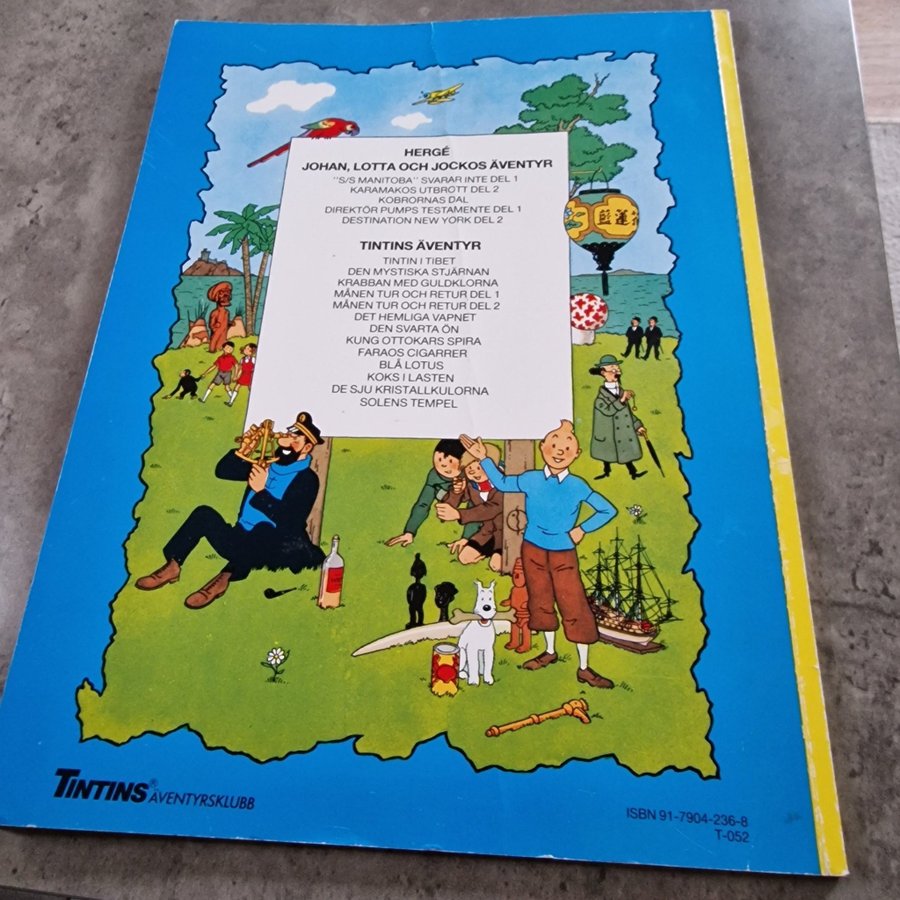 HERGÉ
JOHAN, LOTTA OCH JOCKOS ÄVENTYR
"S/S MANITOBA" SVARAR INTE DEL 1
KARAMAKOS UTBROTT DEL 2
KOBRORNAS DAL
DIREKTÖR PUMPS TESTAMENTE DEL 1
DESTINATION NEW YORK DEL 2
TINTINS ÄVENTYR
TINTIN I TIBET
DEN MYSTISKA STJÄRNAN
KRABBAN MED GULDKLORNA
MÅNEN TUR OCH RETUR DEL 1
MÅNEN TUR OCH RETUR DEL 2
DET HEMLIGA VAPNET
DEN SVARTA ÖN
KUNG OTTOKARS SPIRA
FARAOS CIGARRER
BLÅ LOTUS
KOKS I LASTEN
DE SJU KRISTALLKULORNA
SOLENS TEMPEL
TINTINS® ÄVENTYRSKLUBB
ISBN 91-7904-236-8
T-052